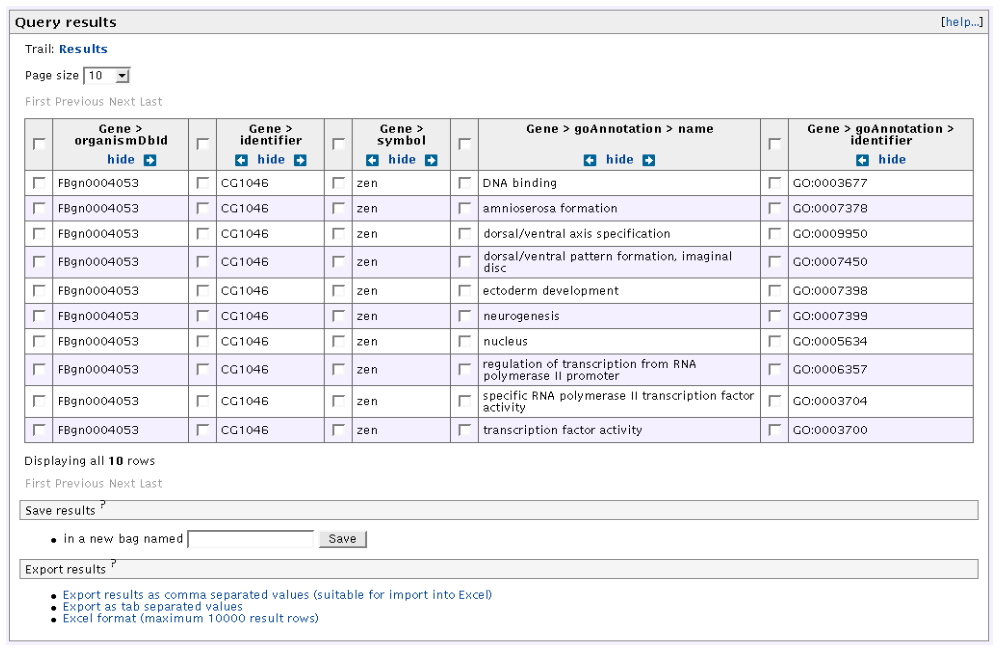 Query results [help...]
Trail: Results
Page size 10
First Previous Next Last
Gene > organismDbId hide
Gene > identifier hide
Gene > symbol hide
Gene > goAnnotation > name hide
Gene > goAnnotation > identifier hide
FBgn0004053 CG1046 zen DNA binding GO:0003677
FBgn0004053 CG1046 zen amnioserosa formation GO:0007378
FBgn0004053 CG1046 zen dorsal/ventral axis specification GO:0009950
FBgn0004053 CG1046 zen dorsal/ventral pattern formation, imaginal disc GO:0007450
FBgn0004053 CG1046 zen ectoderm development GO:0007398
FBgn0004053 CG1046 zen neurogenesis GO:0007399
FBgn0004053 CG1046 zen nucleus GO:0005634
FBgn0004053 CG1046 zen regulation of transcription from RNA polymerase II promoter GO:0006357
FBgn0004053 CG1046 zen specific RNA polymerase II transcription factor activity GO:0003704
FBgn0004053 CG1046 zen transcription factor activity GO:0003700
Displaying all 10 rows
First Previous Next Last
Save results ?
• in a new bag named Save
Export results ?
• Export results as comma separated values (suitable for import into Excel)
• Export as tab separated values
• Excel format (maximum 10000 result rows)